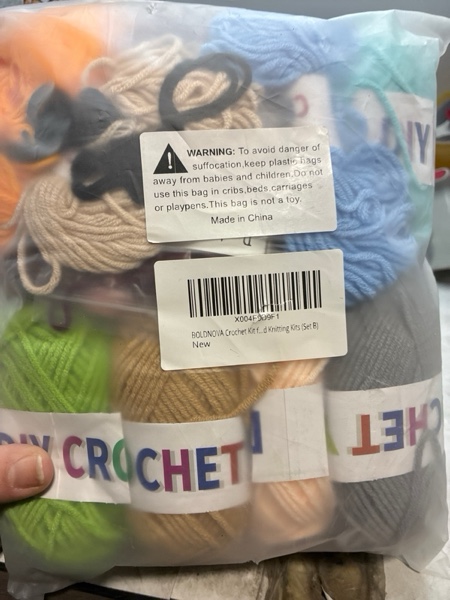 WARNING: To avoid danger of
suffocation,keep plastic bags
away from babies and children.Do not
use this bag in cribs,beds,carriages
or playpens.This bag is not a toy.
Made in China
BOLDNOVA Crochet Kit f...d Knitting Kits (Set B)
New
DIY CROCHET
CHET